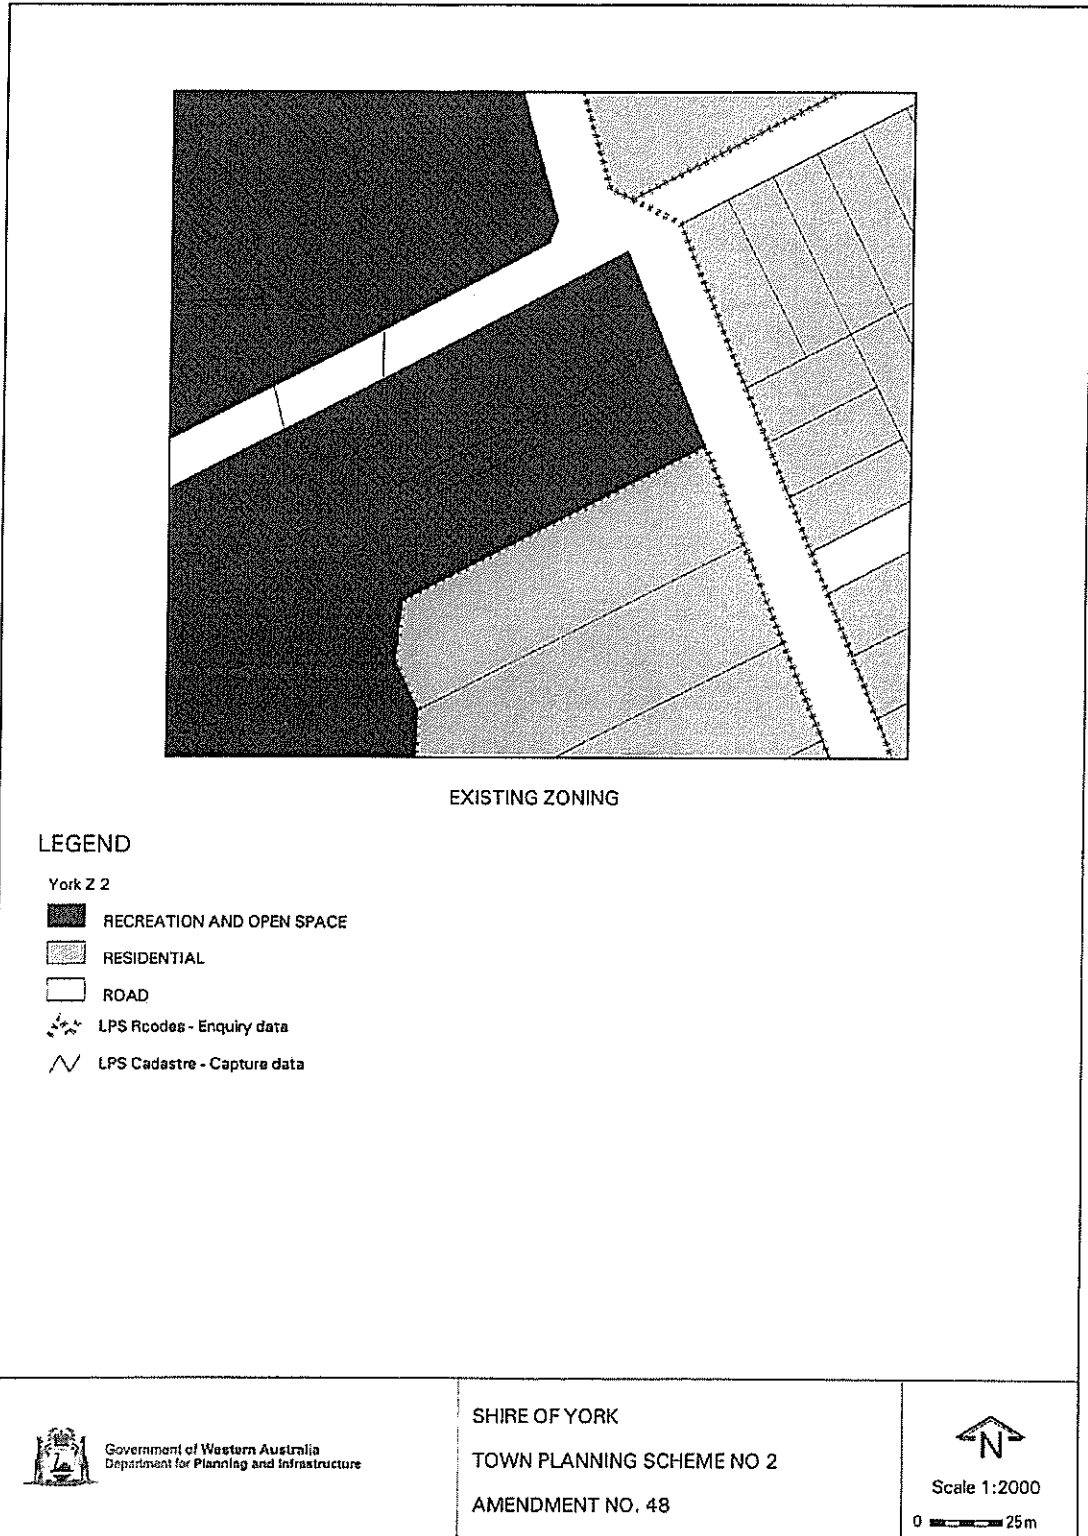 EXISTING ZONING
LEGEND
York Z 2
RECREATION AND OPEN SPACE
RESIDENTIAL
ROAD
LPS Rcodes - Enquiry data
LPS Cadastre - Capture data
Government of Western Australia
Department for Planning and Infrastructure
SHIRE OF YORK
TOWN PLANNING SCHEME NO 2
AMENDMENT NO. 48
N
Scale 1:2000
0 25m